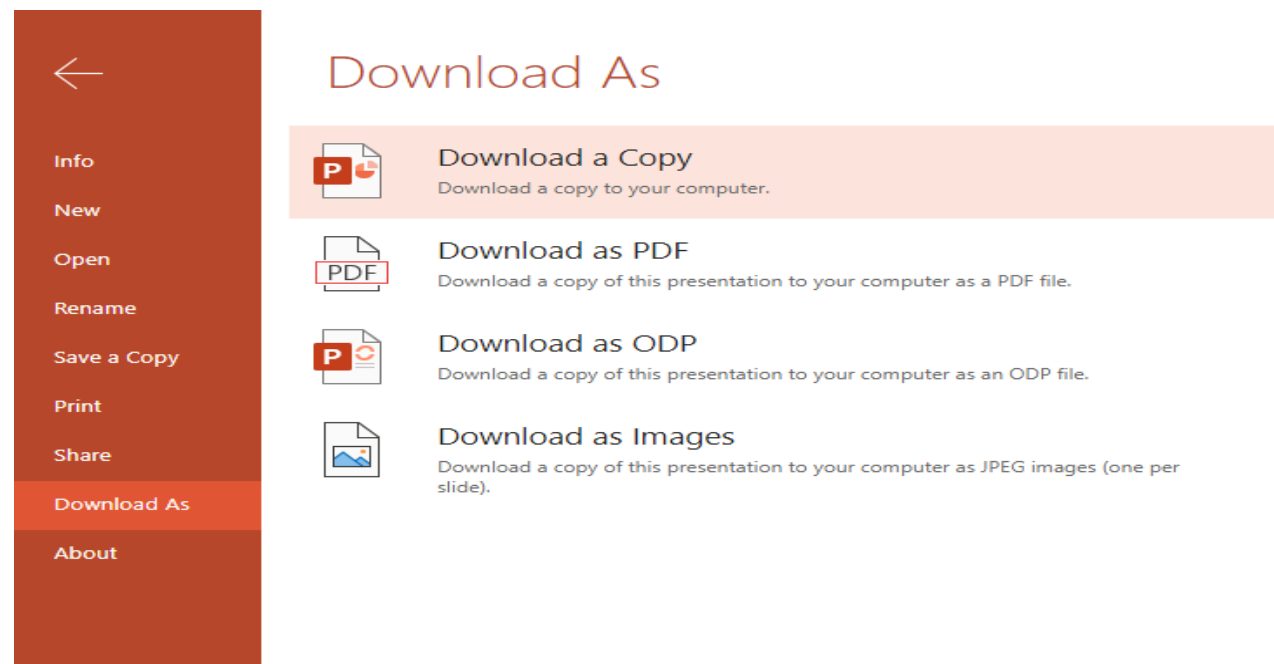 Download As
Info
New
Open
Rename
Save a Copy
Print
Share
Download As
About
P
Download a Copy
Download a copy to your computer.
PDF
Download as PDF
Download a copy of this presentation to your computer as a PDF file.
P
Download as ODP
Download a copy of this presentation to your computer as an ODP file.
Download as Images
Download a copy of this presentation to your computer as JPEG images (one per
slide).